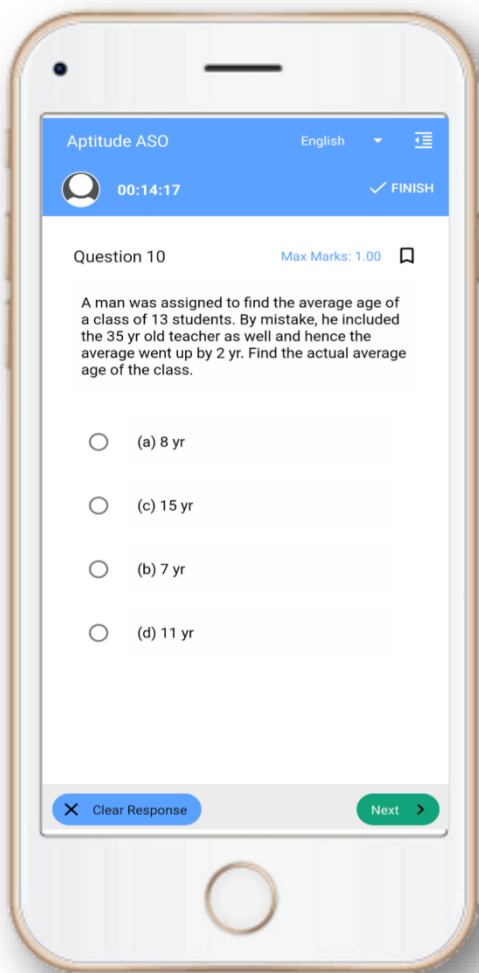 Aptitude ASO English
00:14:17 FINISH
Question 10 Max Marks: 1.00
A man was assigned to find the average age of
a class of 13 students. By mistake, he included
the 35 yr old teacher as well and hence the
average went up by 2 yr. Find the actual average
age of the class.
(a) 8 yr
(c) 15 yr
(b) 7 yr
(d) 11 yr
Clear Response Next